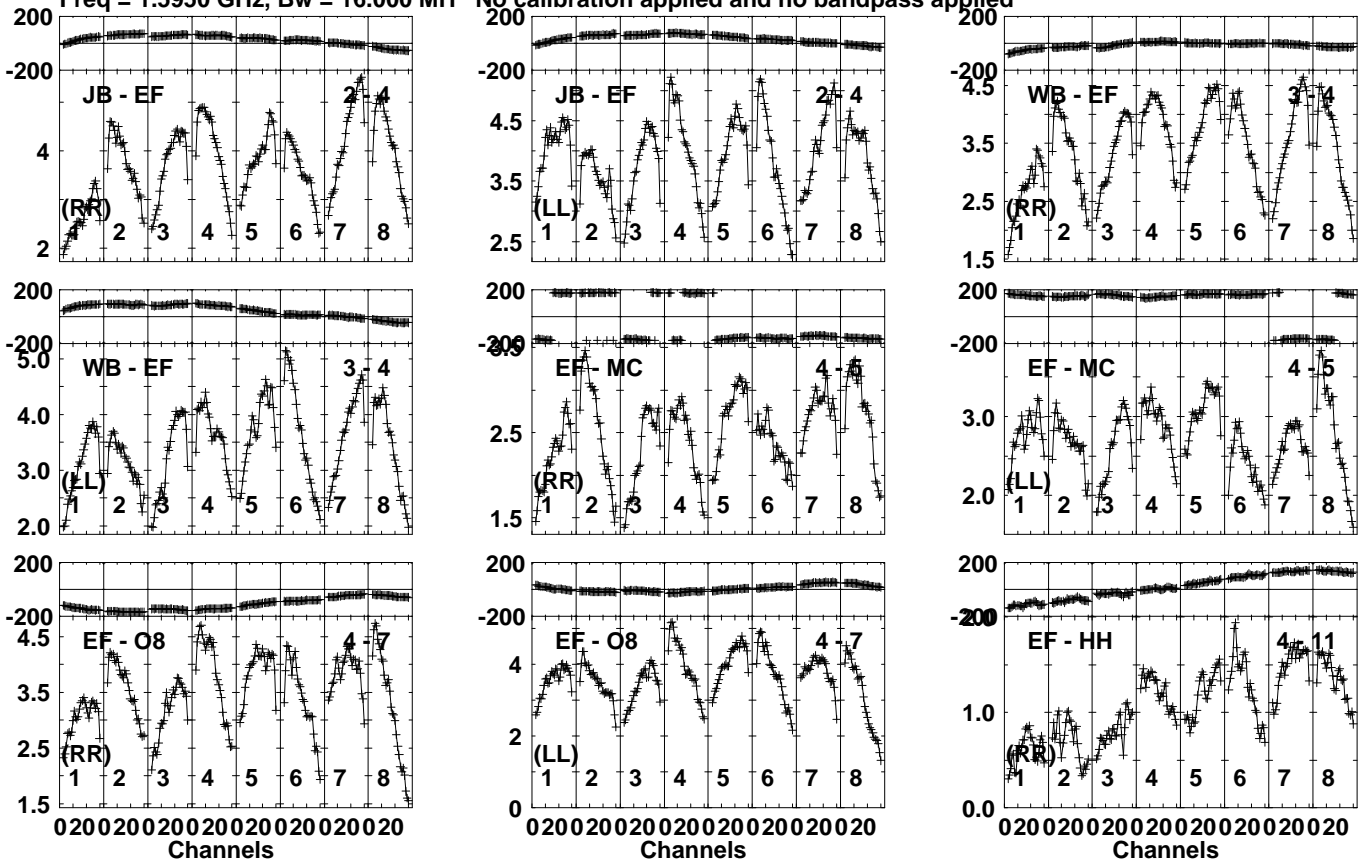 Freq = 1.5950 GHz, Bw = 16.000 MH No calibration applied and no bandpass applied
200 200 200
-200 -200 -200
JB - EF 2 - 4 JB - EF 2 - 4 WB - EF 3 - 4
4.5 4.5
4 3.5 3.5
2.5
2 2.5 1.5
(RR) (LL) (RR)
1 2 3 4 5 6 7 8 1 2 3 4 5 6 7 8 1 2 3 4 5 6 7 8
200 200 200
-200 -200 -200
5.0 3.5
WB - EF 3 - 4 EF - MC 4 - 5 EF - MC 4 - 5
4.0 2.5 3.0
3.0
2.0 1.5 2.0
(LL) (RR) (LL)
1 2 3 4 5 6 7 8 1 2 3 4 5 6 7 8 1 2 3 4 5 6 7 8
200 200 200
-200 -200 -200
2.0
EF - O8 4 - 7 EF - O8 4 - 7 EF - HH 4 - 11
4.5 4
3.5 1.0
2.5 2
1.5 0 0.0
(RR) (LL) (RR)
1 2 3 4 5 6 7 8 1 2 3 4 5 6 7 8 1 2 3 4 5 6 7 8
0 20 0 20 0 20 0 20 0 20 0 20 0 20 0 20 0 20 0 20 0 20 0 20 0 20 0 20 0 20 0 20 0 20 0 20 0 20 0 20 0 20 0 20 0 20 0 20
Channels Channels Channels